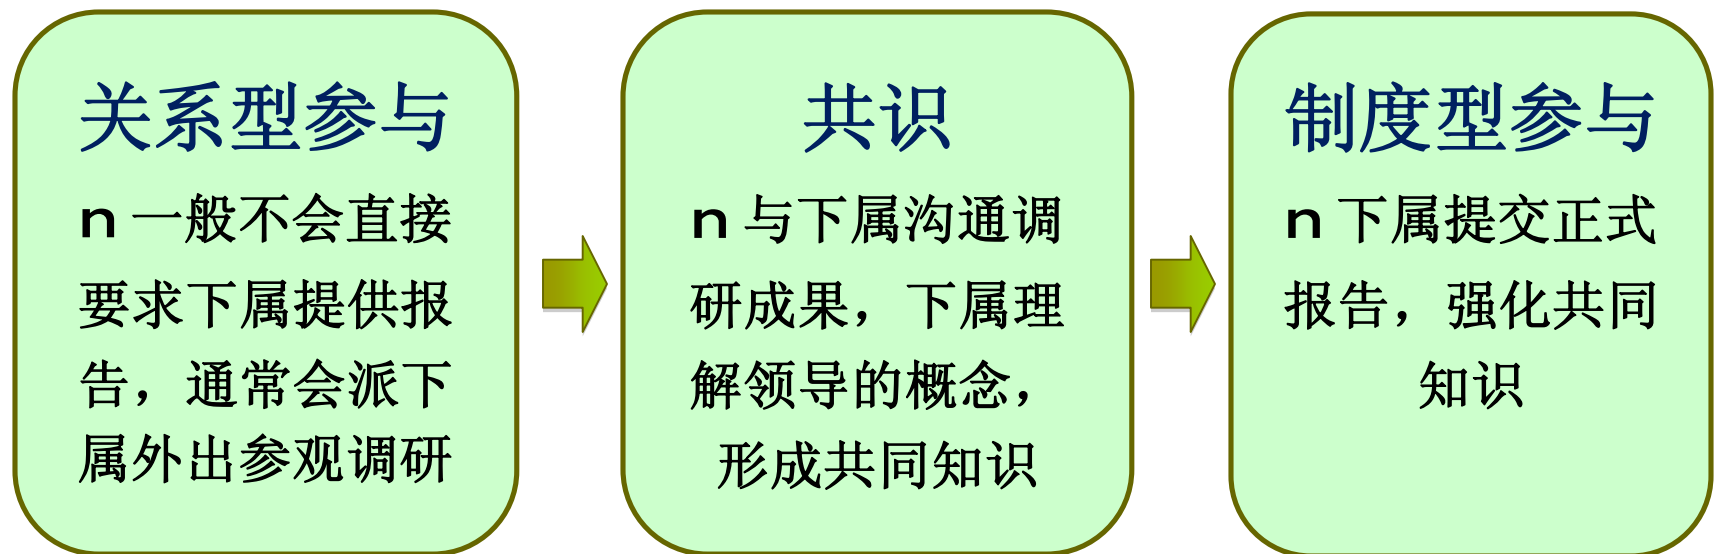 关系型参与
n 一般不会直接
要求下属提供报
告，通常会派下
属外出参观调研
共识
n 与下属沟通调
研成果，下属理
解领导的概念，
形成共同知识
制度型参与
n 下属提交正式
报告，强化共同
知识